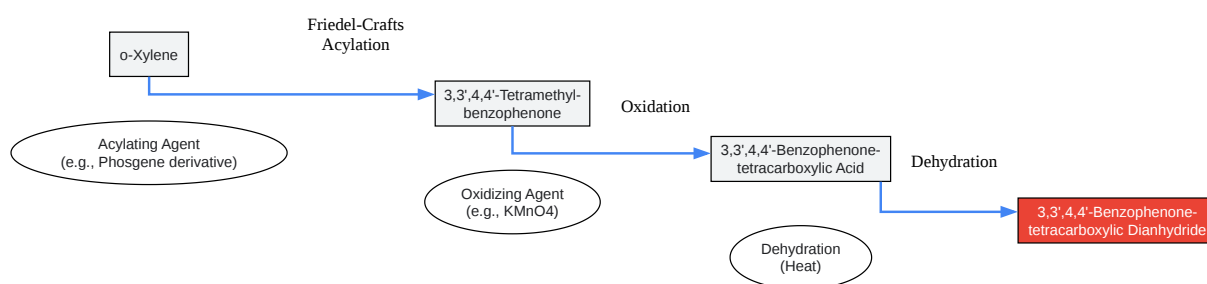 Friedel-Crafts
Acylation
o-Xylene
3,3',4,4'-Tetramethyl-
benzophenone
Oxidation
Acylating Agent
(e.g., Phosgene derivative)
3,3',4,4'-Benzophenone-
tetracarboxylic Acid
Dehydration
Oxidizing Agent
(e.g., KMnO4)
3,3',4,4'-Benzophenone-
tetracarboxylic Dianhydride
Dehydration
(Heat)